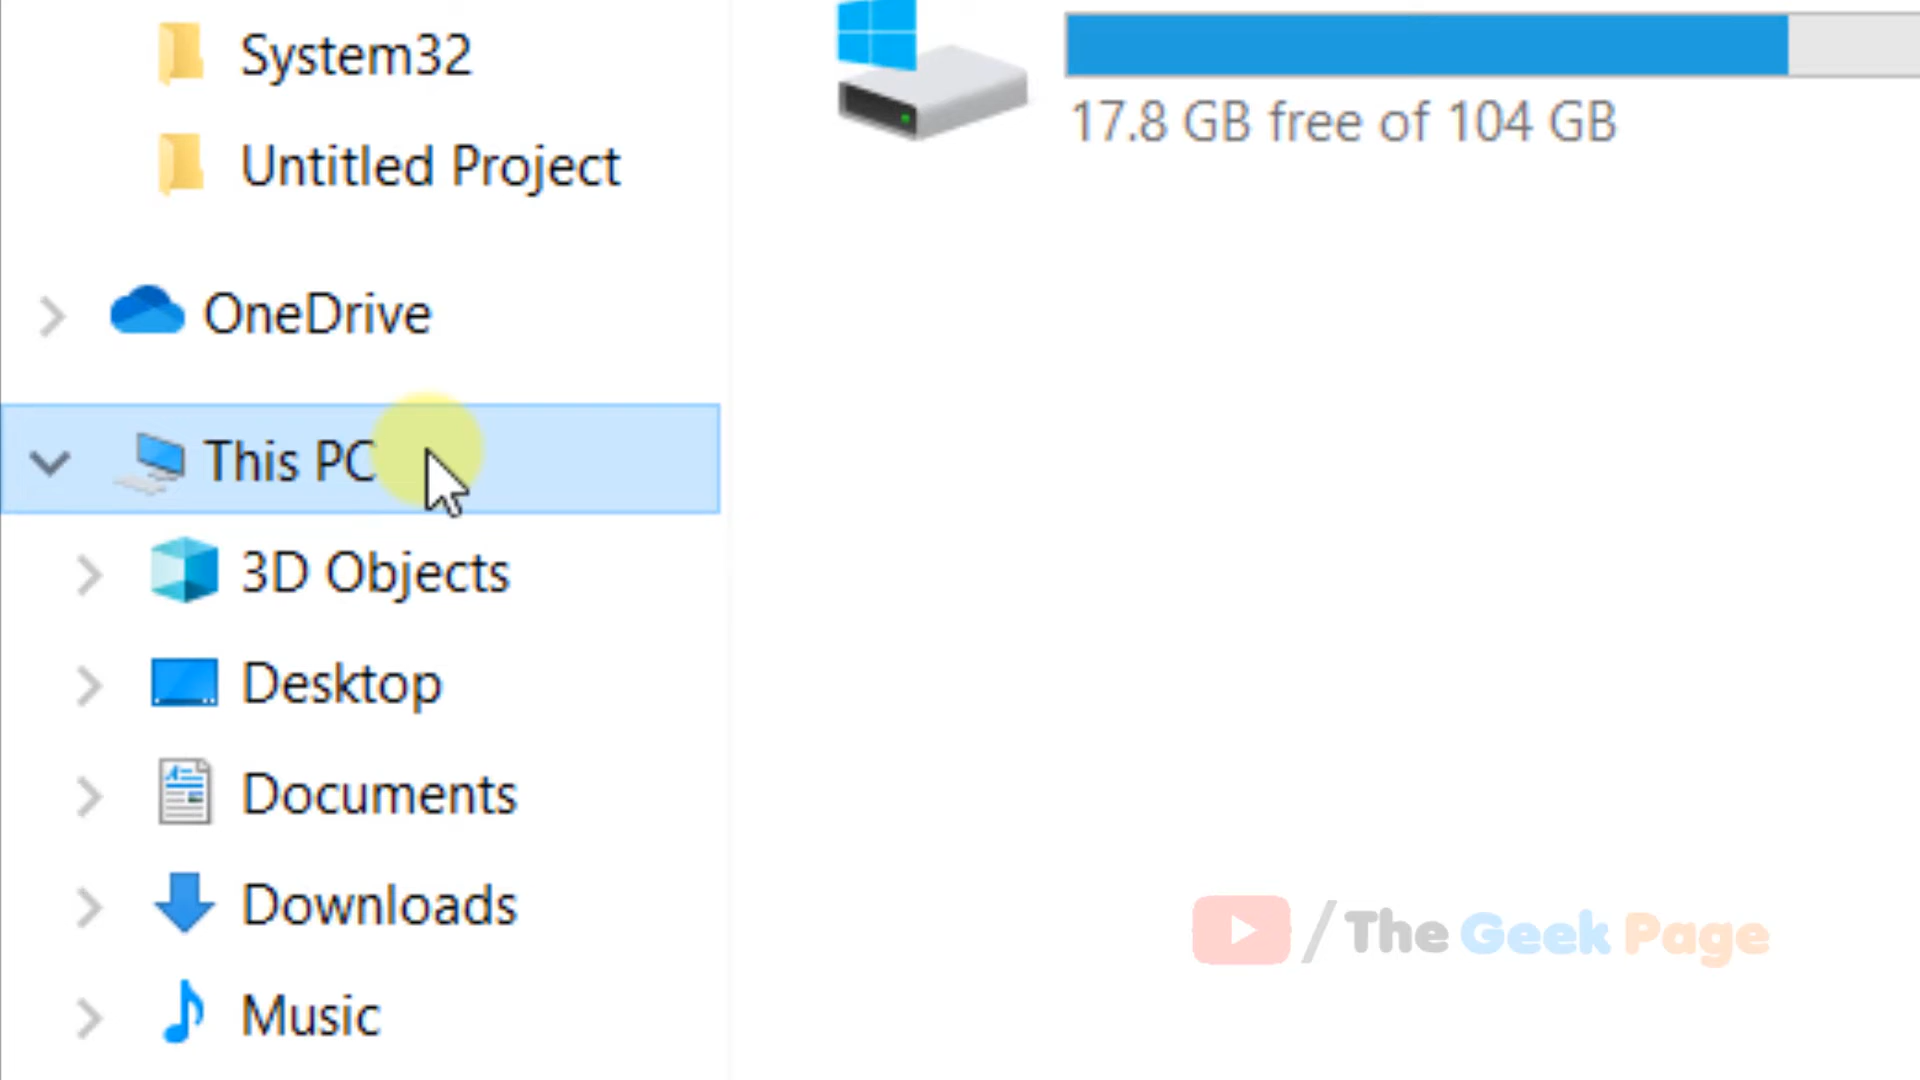 System32
Untitled Project
OneDrive
This PC
3D Objects
Desktop
Documents
Downloads
Music
17.8 GB free of 104 GB
/The Geek Page